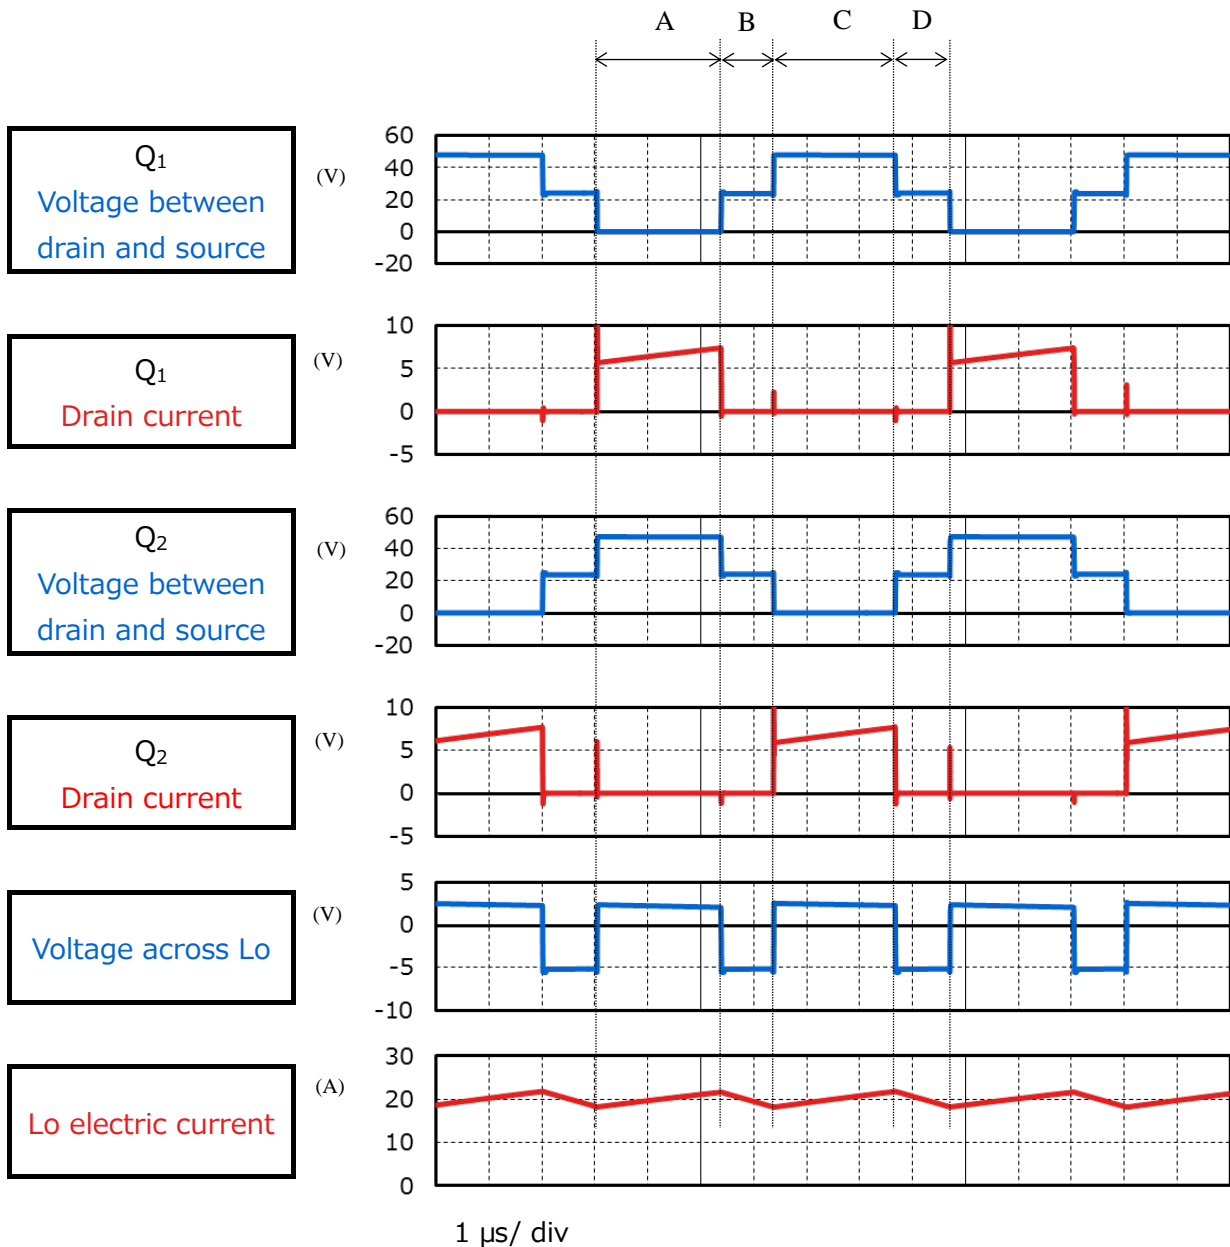 A B C D
Q1
Voltage between
drain and source
(V)
60
40
20
0
-20
Q1
Drain current
(V)
10
5
0
-5
Q2
Voltage between
drain and source
(V)
60
40
20
0
-20
Q2
Drain current
(V)
10
5
0
-5
Voltage across Lo
(V)
5
0
-5
-10
Lo electric current
(A)
30
20
10
0
1 μs/ div